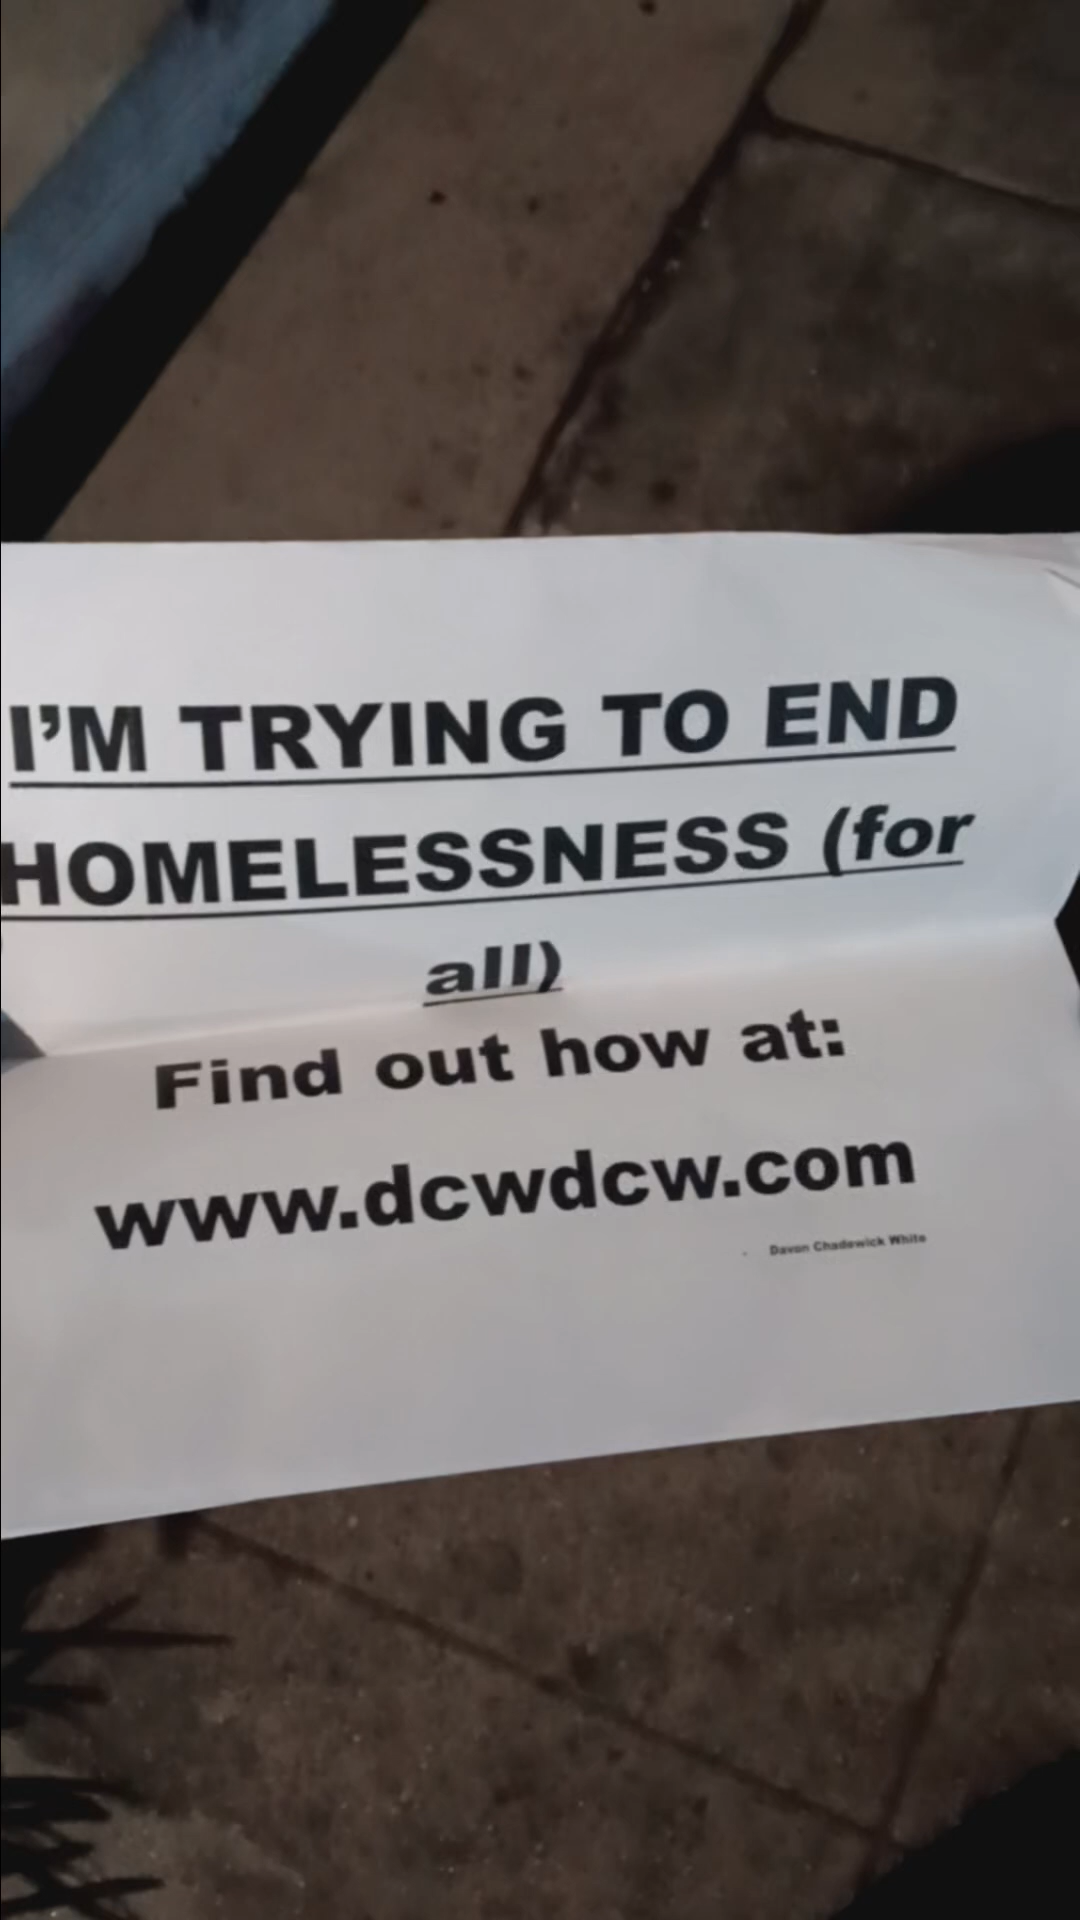 I'M TRYING TO END
HOMELESSNESS (for
all)
Find out how at:
www.dcwdcw.com
Davon Chadewick White